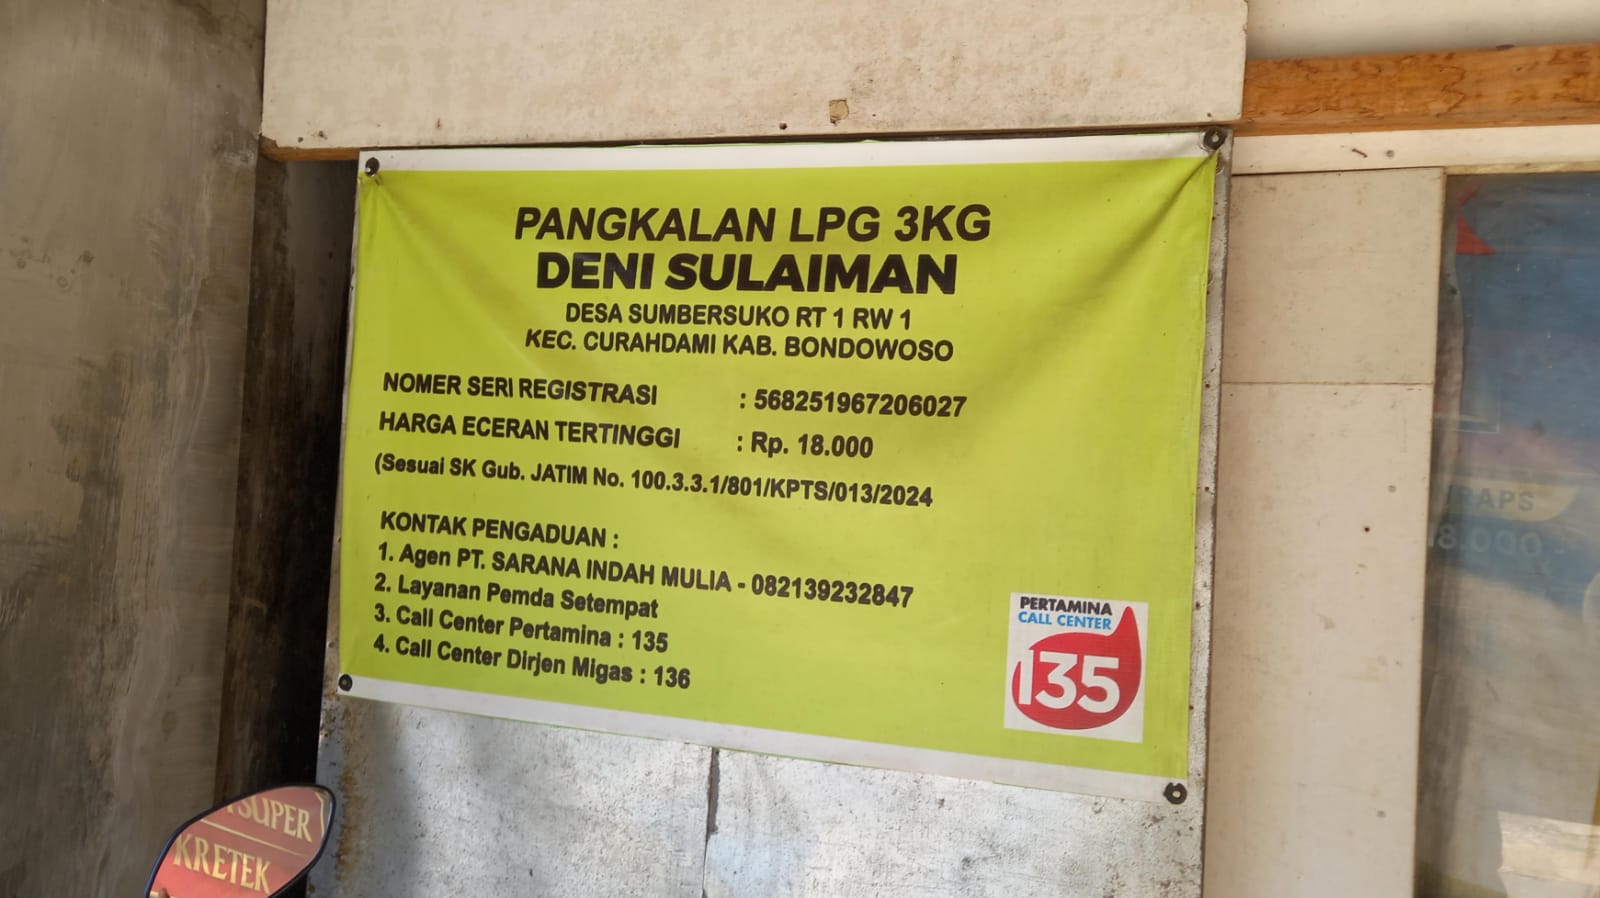 PANGKALAN LPG 3KG
DENI SULAIMAN
DESA SUMBERSUKO RT 1 RW 1
KEC. CURAHDAMI KAB. BONDOWOSO
NOMER SERI REGISTRASI : 568251967206027
HARGA ECERAN TERTINGGI : Rp. 18.000
(Sesuai SK Gub. JATIM No. 100.3.3.1/801/KPTS/013/2024
KONTAK PENGADUAN :
1. Agen PT. SARANA INDAH MULIA - 082139232847
2. Layanan Pemda Setempat
3. Call Center Pertamina : 135
4. Call Center Dirjen Migas : 136
PERTAMINA
CALL CENTER
135
SUPER
KRETEK